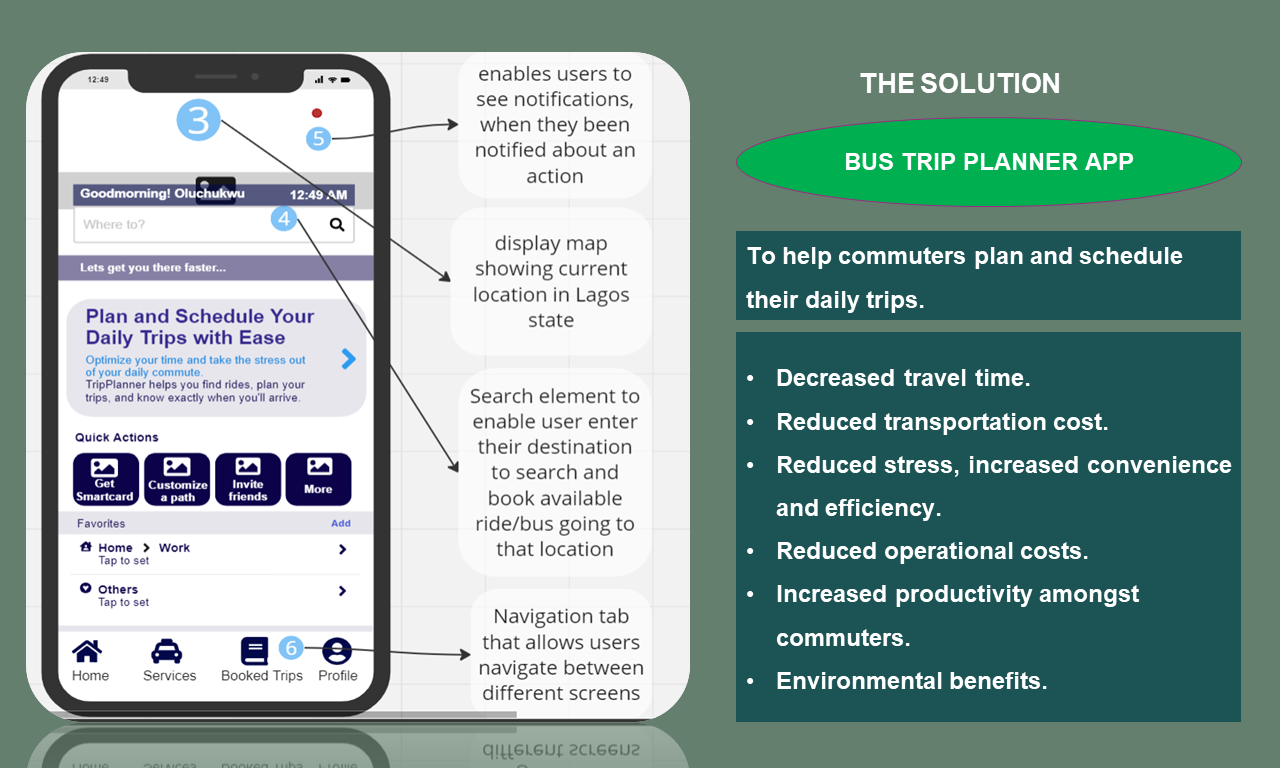 12:49
3
5
Goodmorning! Oluchukwu
12:49 AM
Where to?
4
Lets get you there faster...
Plan and Schedule Your
Daily Trips with Ease
Optimize your time and take the stress out
of your daily commute.
TripPlanner helps you find rides, plan your
trips, and know exactly when you'll arrive.
Quick Actions
Get
Smartcard
Customize
a path
Invite
friends
More
Favorites
Add
Home
Work
Tap to set
Others
Tap to set
6
Home
Services
Booked Trips
Profile
enables users to
see notifications,
when they been
notified about an
action
display map
showing current
location in Lagos
state
Search element to
enable user enter
their destination
to search and
book available
ride/bus going to
that location
Navigation tab
that allows users
navigate between
different screens
THE SOLUTION
BUS TRIP PLANNER APP
To help commuters plan and schedule
their daily trips.
• Decreased travel time.
• Reduced transportation cost.
• Reduced stress, increased convenience
and efficiency.
• Reduced operational costs.
• Increased productivity amongst
commuters.
• Environmental benefits.